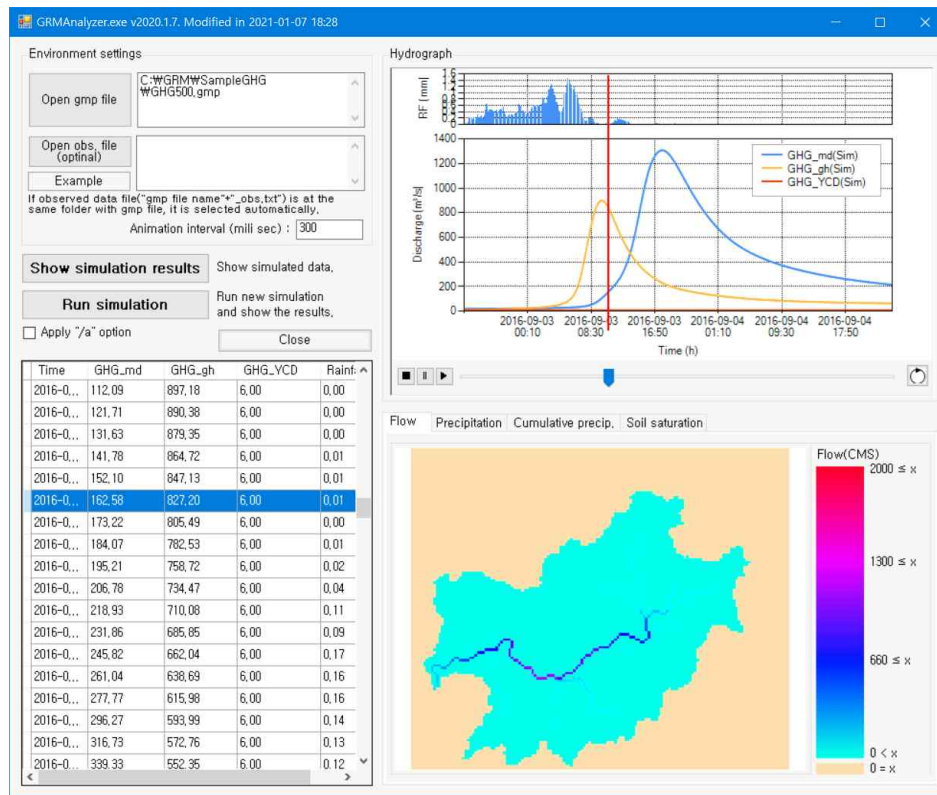 GRMAnalyzer.exe v2020.1.7. Modified in 2021-01-07 18:28
Environment settings
Open gmp file
C:₩GRM₩SampleGHG
₩GHG500.gmp
Open obs. file
(optinal)
Example
If observed data file("gmp file name"+"_obs.txt") is at the
same folder with gmp file, it is selected automatically.
Animation interval (mili sec) : 300
Show simulation results Show simulated data.
Run simulation
Run new simulation
and show the results.
Apply "/a" option
Close
Time GHG_md GHG_gh GHG_YCD Rainf
2016-0... 112.09 897.18 6.00 0.00
2016-0... 121.71 890.38 6.00 0.00
2016-0... 131.63 879.35 6.00 0.00
2016-0... 141.78 864.72 6.00 0.01
2016-0... 152.10 847.13 6.00 0.01
2016-0... 162.58 827.20 6.00 0.01
2016-0... 173.22 805.49 6.00 0.00
2016-0... 184.07 782.53 6.00 0.01
2016-0... 195.21 758.72 6.00 0.02
2016-0... 206.78 734.47 6.00 0.04
2016-0... 218.93 710.08 6.00 0.11
2016-0... 231.86 685.85 6.00 0.09
2016-0... 245.82 662.04 6.00 0.17
2016-0... 261.04 638.69 6.00 0.16
2016-0... 277.77 615.98 6.00 0.16
2016-0... 296.27 593.99 6.00 0.14
2016-0... 316.73 572.76 6.00 0.13
2016-0... 339.33 552.35 6.00 0.12
Hydrograph
RF [mm]
1.6
Discharge [m³/s]
1400
1200
1000
800
600
400
200
0
GHG_md(Sim)
GHG_gh(Sim)
GHG_YCD(Sim)
2016-09-03 2016-09-03 2016-09-03 2016-09-04 2016-09-04 2016-09-04
00:10 08:30 16:50 01:10 09:30 17:50
Time (h)
Flow Precipitation Cumulative precip. Soil saturation
Flow(CMS)
2000 ≤ x
1300 ≤ x
660 ≤ x
0 < x
0 = x